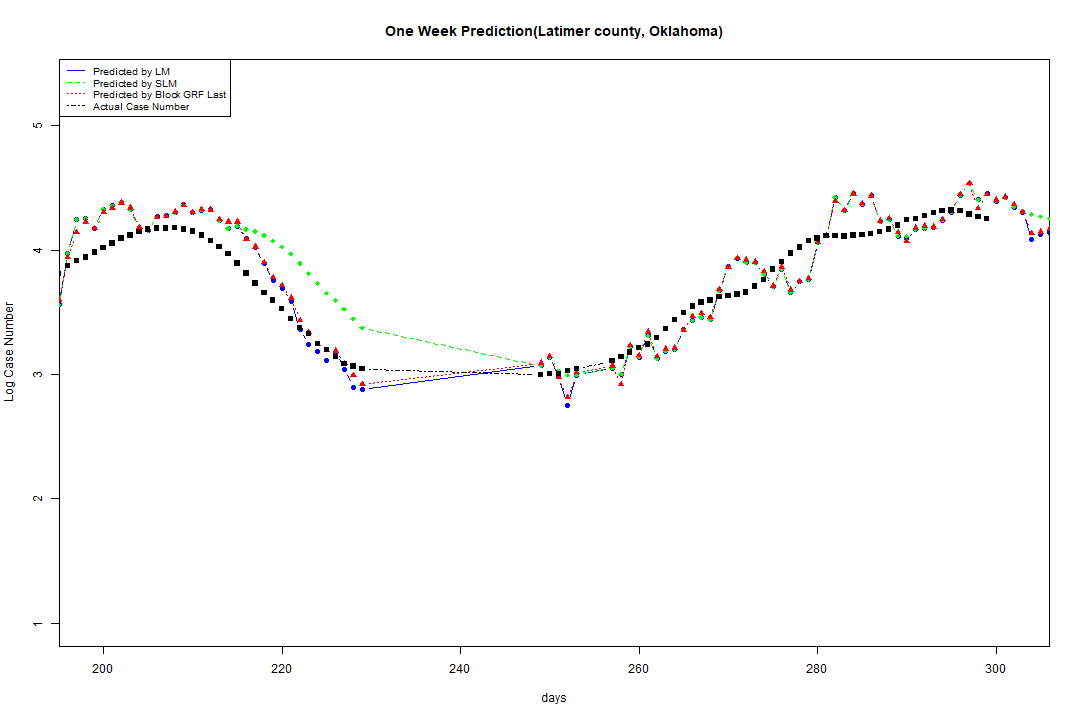 One Week Prediction(Latimer county, Oklahoma)
Predicted by LM
Predicted by SLM
Predicted by Block GRF Last
Actual Case Number
5
4
3
2
1
Log Case Number
200 220 240 260 280 300
days